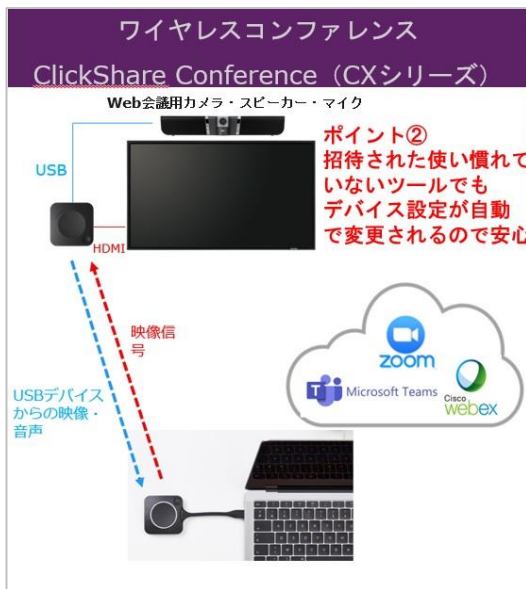 ワイヤレスコンファレンス
ClickShare Conference（CXシリーズ）
Web会議用カメラ・スピーカー・マイク
ポイント②
招待された使い慣れて
いないツールでも
デバイス設定が自動
で変更されるので安心
USB
HDMI
映像信
号
USBデバイス
からの映像・
音声
zoom
Microsoft Teams
Cisco
webex